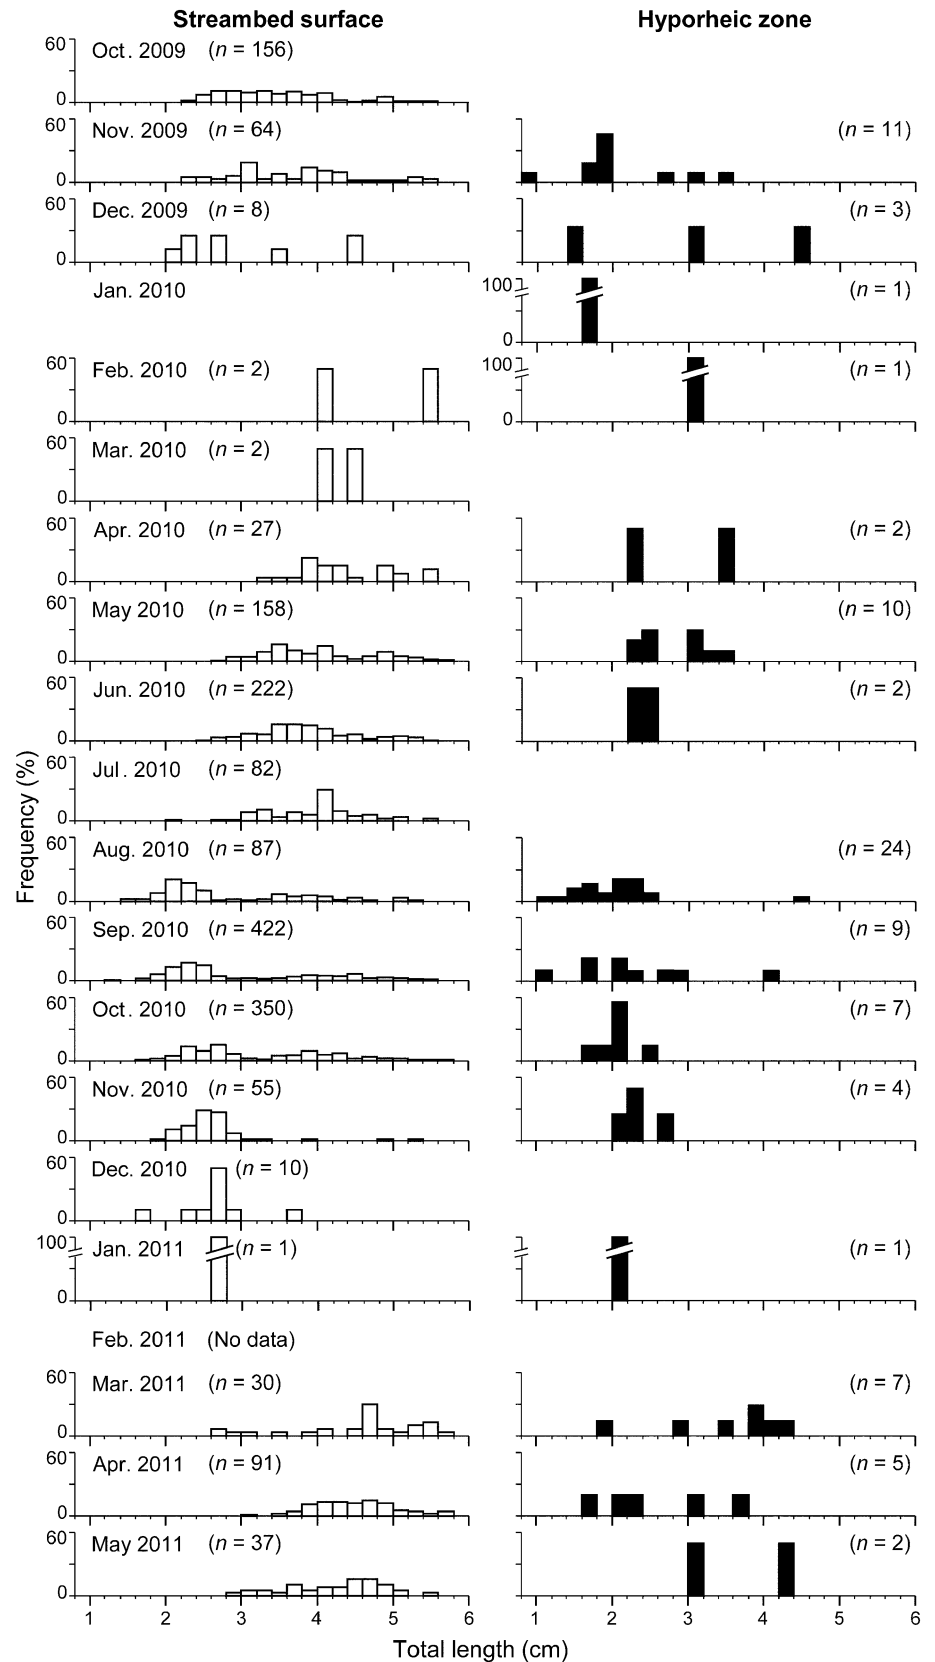 Streambed surface Hyporheic zone
60 Oct. 2009 (n = 156)
0
60 Nov. 2009 (n = 64) (n = 11)
0
60 Dec. 2009 (n = 8) (n = 3)
0
Jan. 2010 100 (n = 1)
0
60 Feb. 2010 (n = 2) 100 (n = 1)
0 0
60 Mar. 2010 (n = 2)
0
60 Apr. 2010 (n = 27) (n = 2)
0
60 May 2010 (n = 158) (n = 10)
0
60 Jun. 2010 (n = 222) (n = 2)
0
60 Jul. 2010 (n = 82)
0
60 Aug. 2010 (n = 87) (n = 24)
0
60 Sep. 2010 (n = 422) (n = 9)
0
60 Oct. 2010 (n = 350) (n = 7)
0
60 Nov. 2010 (n = 55) (n = 4)
0
60 Dec. 2010 (n = 10)
0
100 Jan. 2011 (n = 1) (n = 1)
0
Feb. 2011 (No data)
60 Mar. 2011 (n = 30) (n = 7)
0
60 Apr. 2011 (n = 91) (n = 5)
0
60 May 2011 (n = 37) (n = 2)
0
1 2 3 4 5 6 1 2 3 4 5 6
Total length (cm)
Frequency (%)